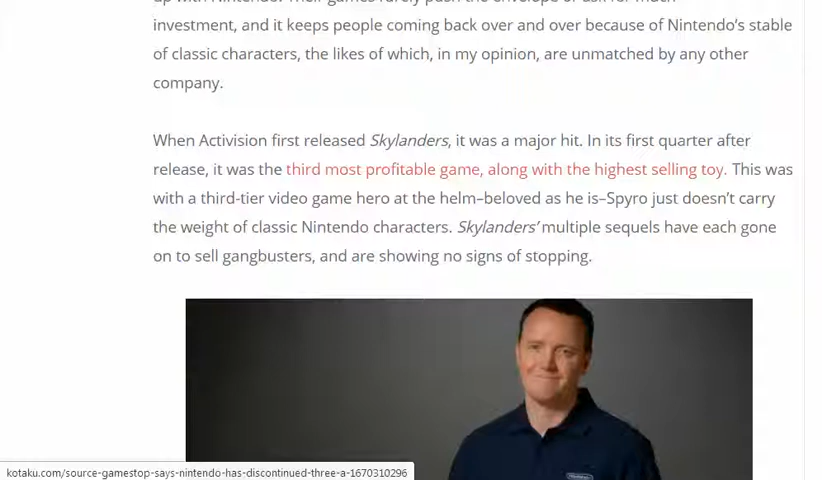 investment, and it keeps people coming back over and over because of Nintendo's stable
of classic characters, the likes of which, in my opinion, are unmatched by any other
company.
When Activision first released Skylanders, it was a major hit. In its first quarter after
release, it was the third most profitable game, along with the highest selling toy. This was
with a third-tier video game hero at the helm–beloved as he is–Spyro just doesn't carry
the weight of classic Nintendo characters. Skylanders' multiple sequels have each gone
on to sell gangbusters, and are showing no signs of stopping.
kotaku.com/source-gamestop-says-nintendo-has-discontinued-three-a-1670310296